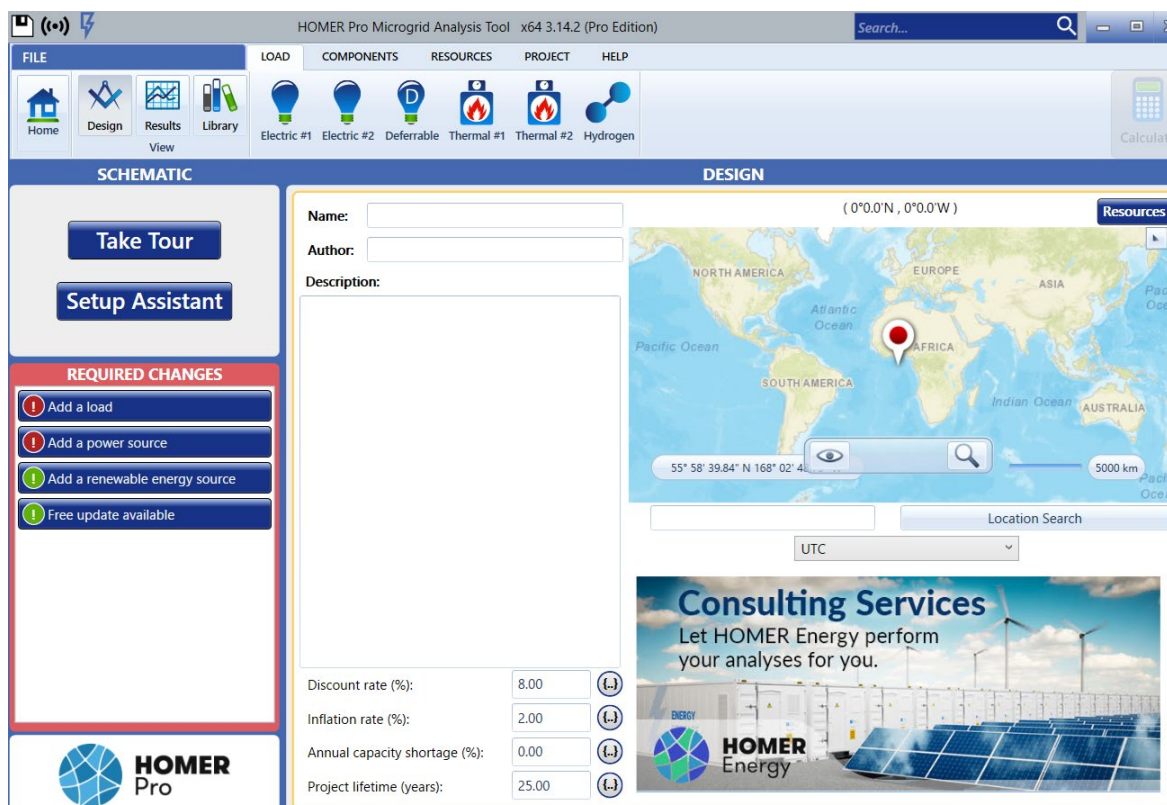 HOMER Pro Microgrid Analysis Tool x64 3.14.2 (Pro Edition)
Search...
FILE
LOAD
COMPONENTS
RESOURCES
PROJECT
HELP
Home
Design
Results
Library
View
Electric #1
Electric #2
D
Deferrable
Thermal #1
Thermal #2
Hydrogen
SCHEMATIC
DESIGN
Take Tour
Setup Assistant
REQUIRED CHANGES
! Add a load
! Add a power source
! Add a renewable energy source
! Free update available
HOMER
Pro
Name:
Author:
Description:
Discount rate (%): 8.00 {..}
Inflation rate (%): 2.00 {..}
Annual capacity shortage (%): 0.00 {..}
Project lifetime (years): 25.00 {..}
( 0°0.0'N , 0°0.0'W )
Resources
NORTH AMERICA
EUROPE
ASIA
Atlantic
Ocean
Pacific Ocean
AFRICA
SOUTH AMERICA
Indian Ocean
AUSTRALIA
55° 58' 39.84" N 168° 02'
5000 km
Location Search
UTC
Consulting Services
Let HOMER Energy perform
your analyses for you.
ENERGY
HOMER
Energy